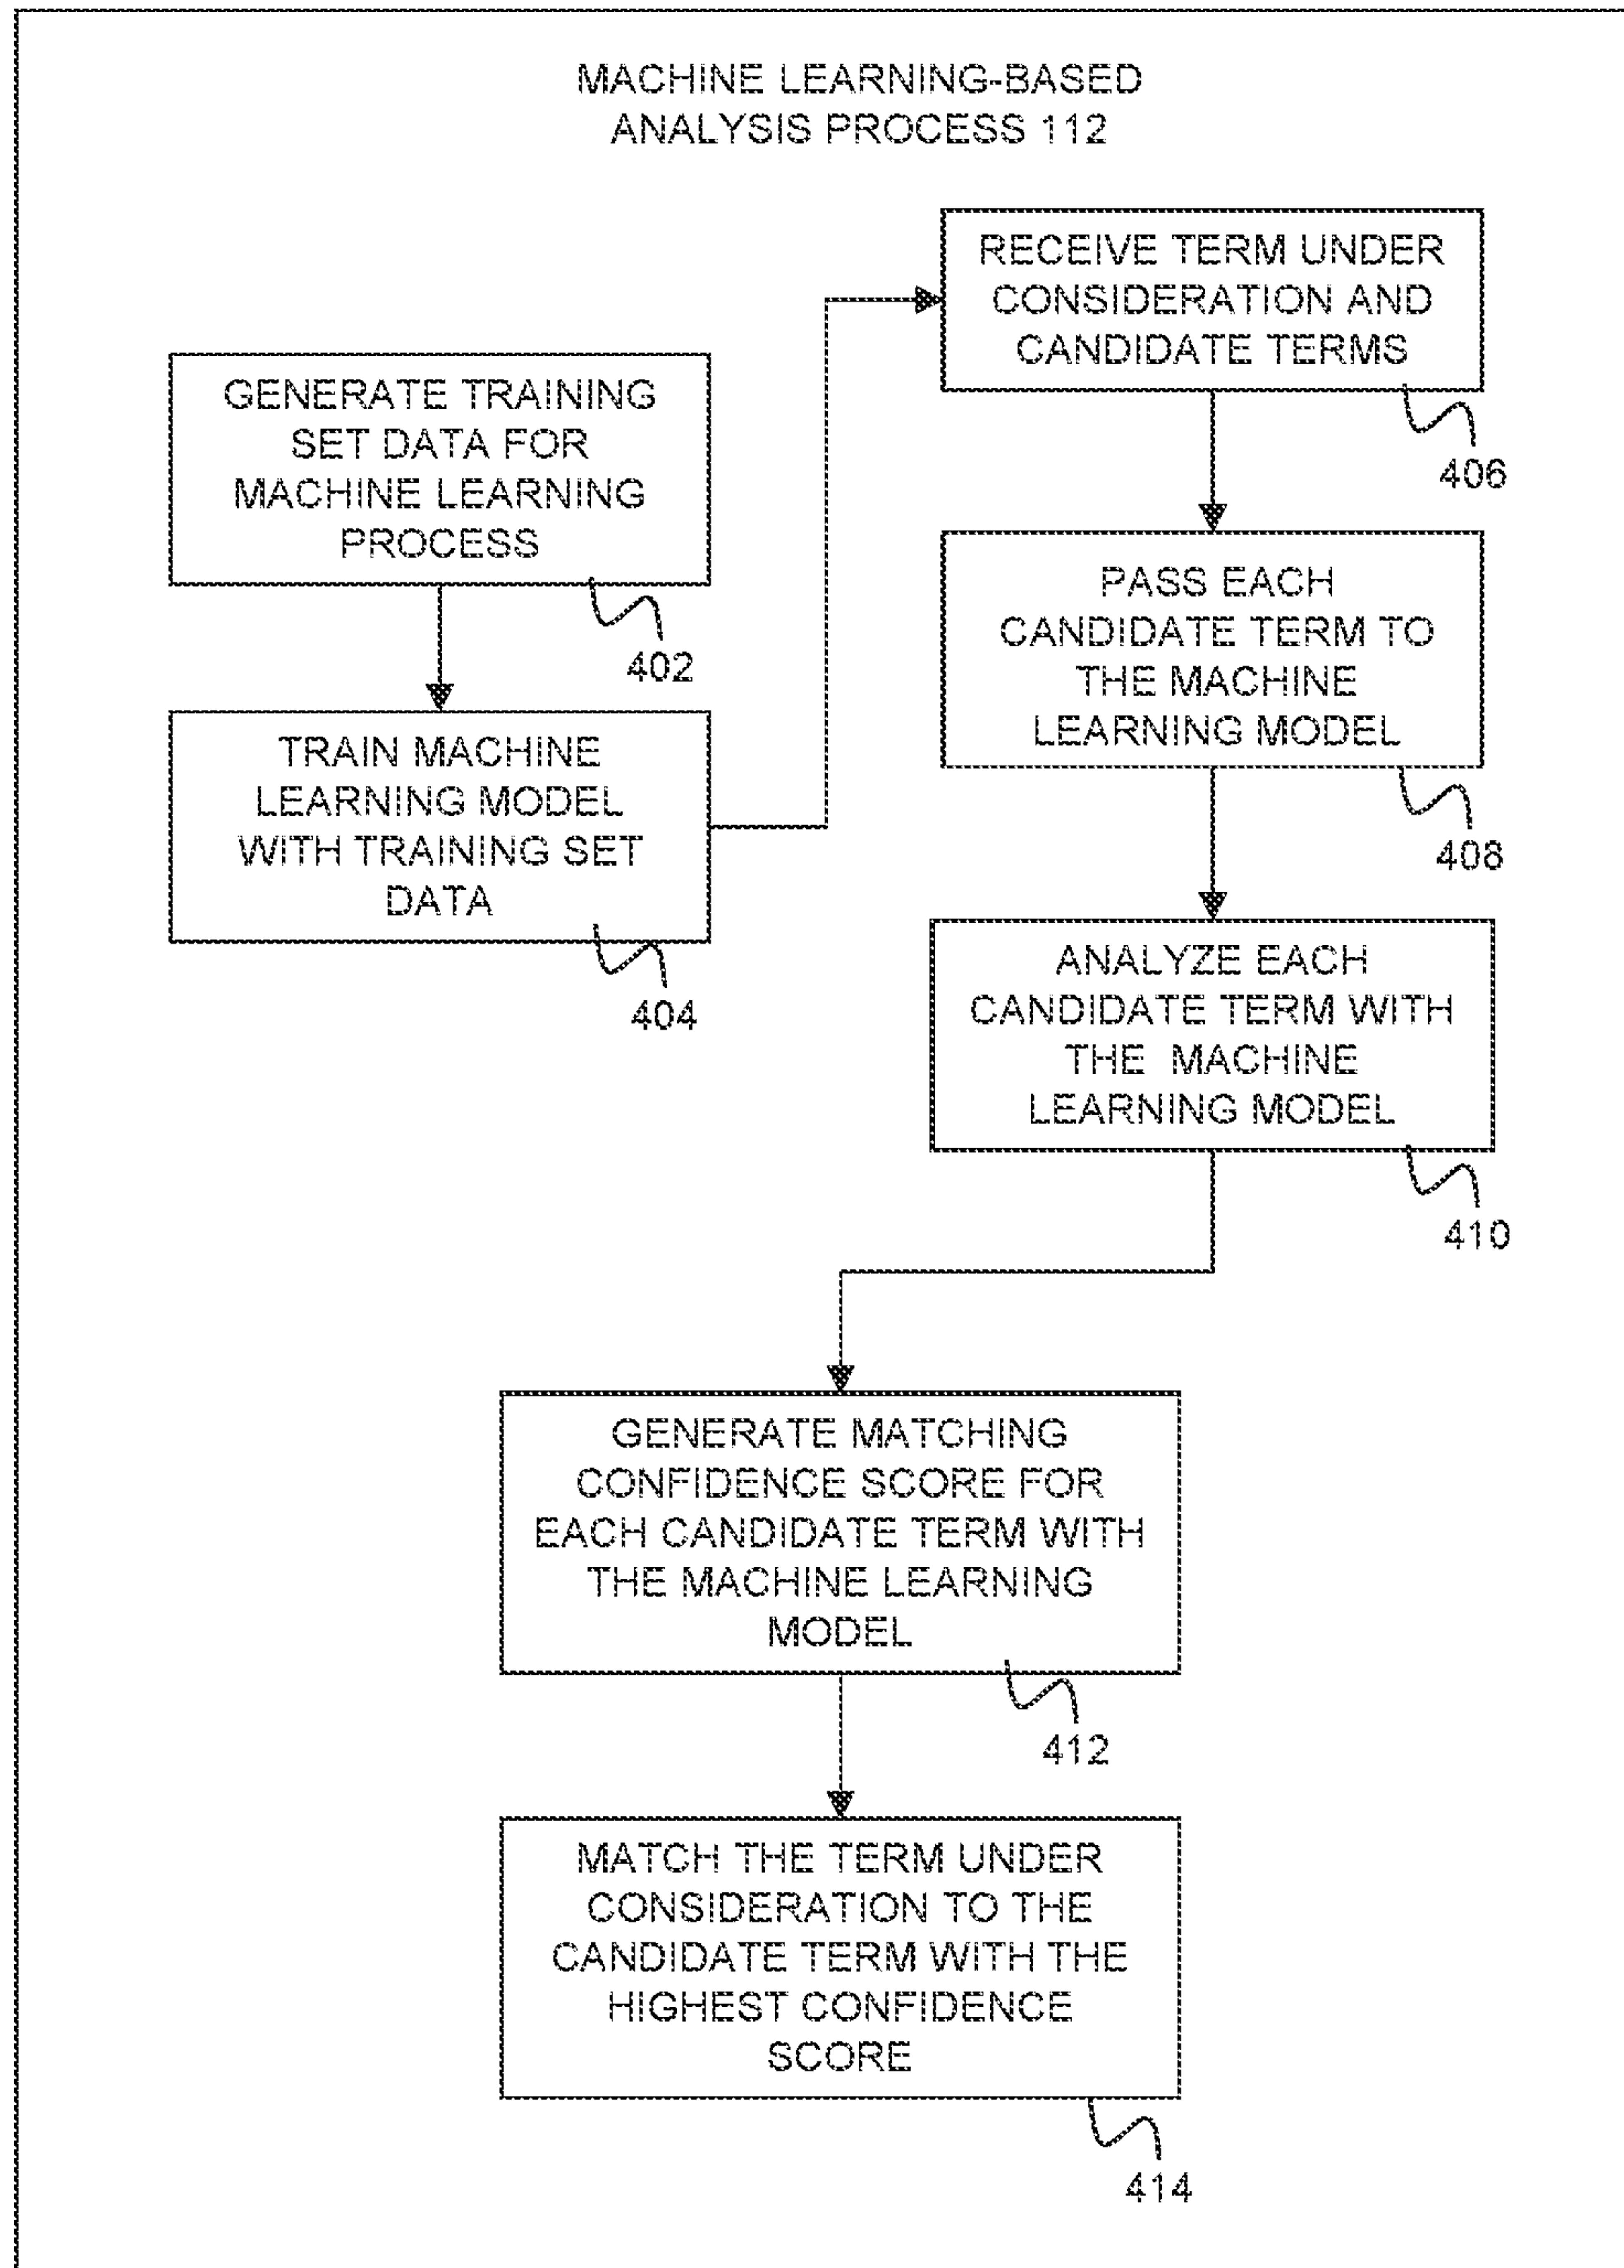 MACHINE LEARNING-BASED
ANALYSIS PROCESS 112
GENERATE TRAINING
SET DATA FOR
MACHINE LEARNING
PROCESS
402
TRAIN MACHINE
LEARNING MODEL
WITH TRAINING SET
DATA
404
RECEIVE TERM UNDER
CONSIDERATION AND
CANDIDATE TERMS
406
PASS EACH
CANDIDATE TERM TO
THE MACHINE
LEARNING MODEL
408
ANALYZE EACH
CANDIDATE TERM WITH
THE MACHINE
LEARNING MODEL
410
GENERATE MATCHING
CONFIDENCE SCORE FOR
EACH CANDIDATE TERM WITH
THE MACHINE LEARNING
MODEL
412
MATCH THE TERM UNDER
CONSIDERATION TO THE
CANDIDATE TERM WITH THE
HIGHEST CONFIDENCE
SCORE
414